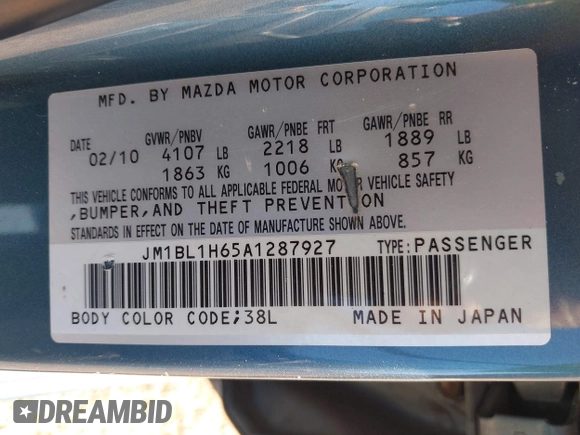 MFD. BY MAZDA MOTOR CORPORATION
DATE GVWR/PNBV GAWR/PNBE FRT GAWR/PNBE RR
02/10 4107 LB 2218 LB 1889 LB
1863 KG 1006 KG 857 KG
THIS VEHICLE CONFORMS TO ALL APPLICABLE FEDERAL MOTOR VEHICLE SAFETY
,BUMPER,AND THEFT PREVENTION
STANDARDS IN EFFECT ON THE DATE OF MANUFACTURE SHOWN ABOVE.
JM1BL1H65A1287927 TYPE:PASSENGER
BODY COLOR CODE;38L MADE IN JAPAN
DREAMBID